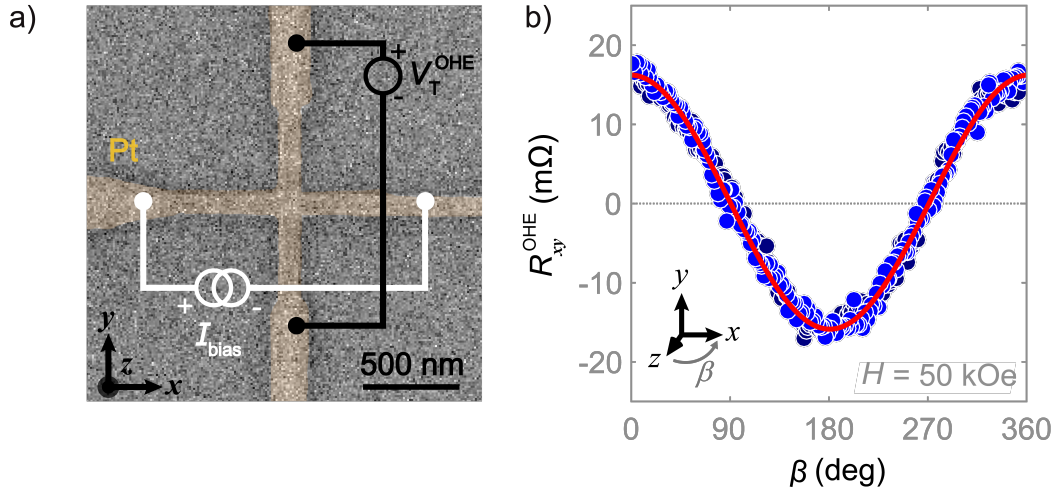 a)
Pt
+
V_T^OHE
-
+
-
I_bias
y
z
x
500 nm
b)
R_xy^OHE (mΩ)
20
10
0
-10
-20
y
x
z
β
H = 50 kOe
0 90 180 270 360
β (deg)